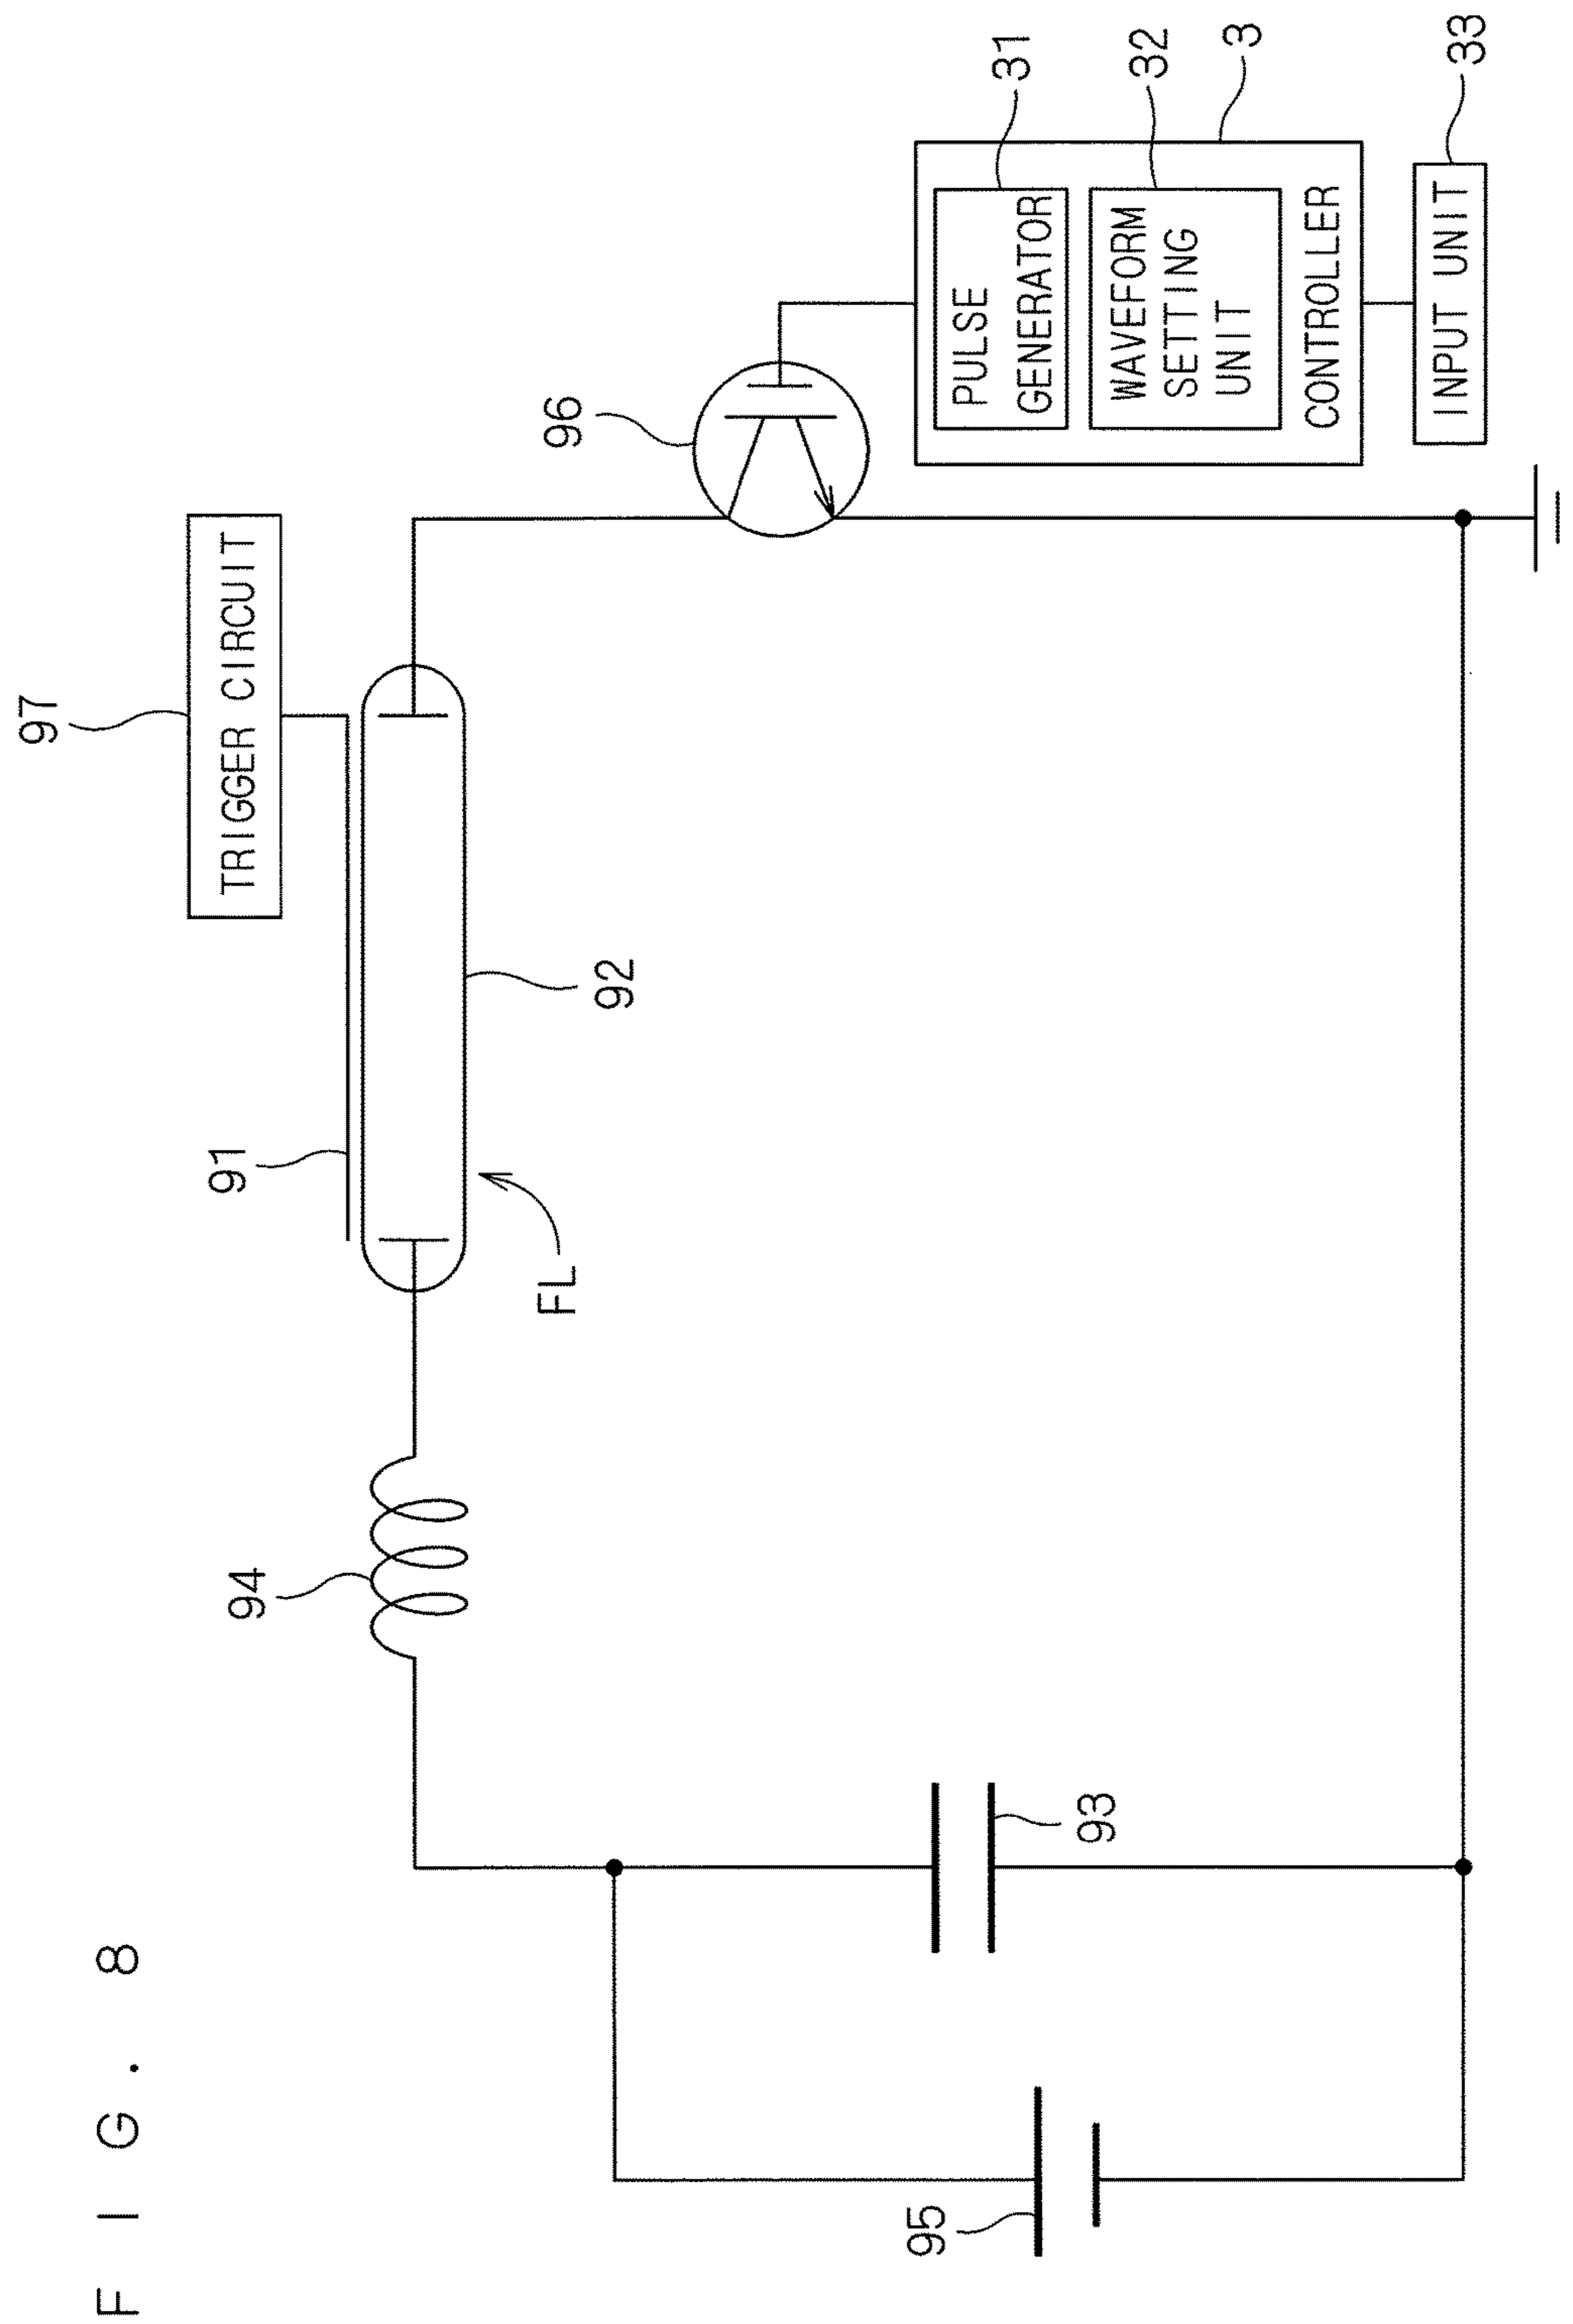 FIG. 8
97
TRIGGER CIRCUIT
91
94
92
FL
96
31
PULSE
GENERATOR
32
WAVEFORM
SETTING
UNIT
3
CONTROLLER
33
INPUT UNIT
93
95